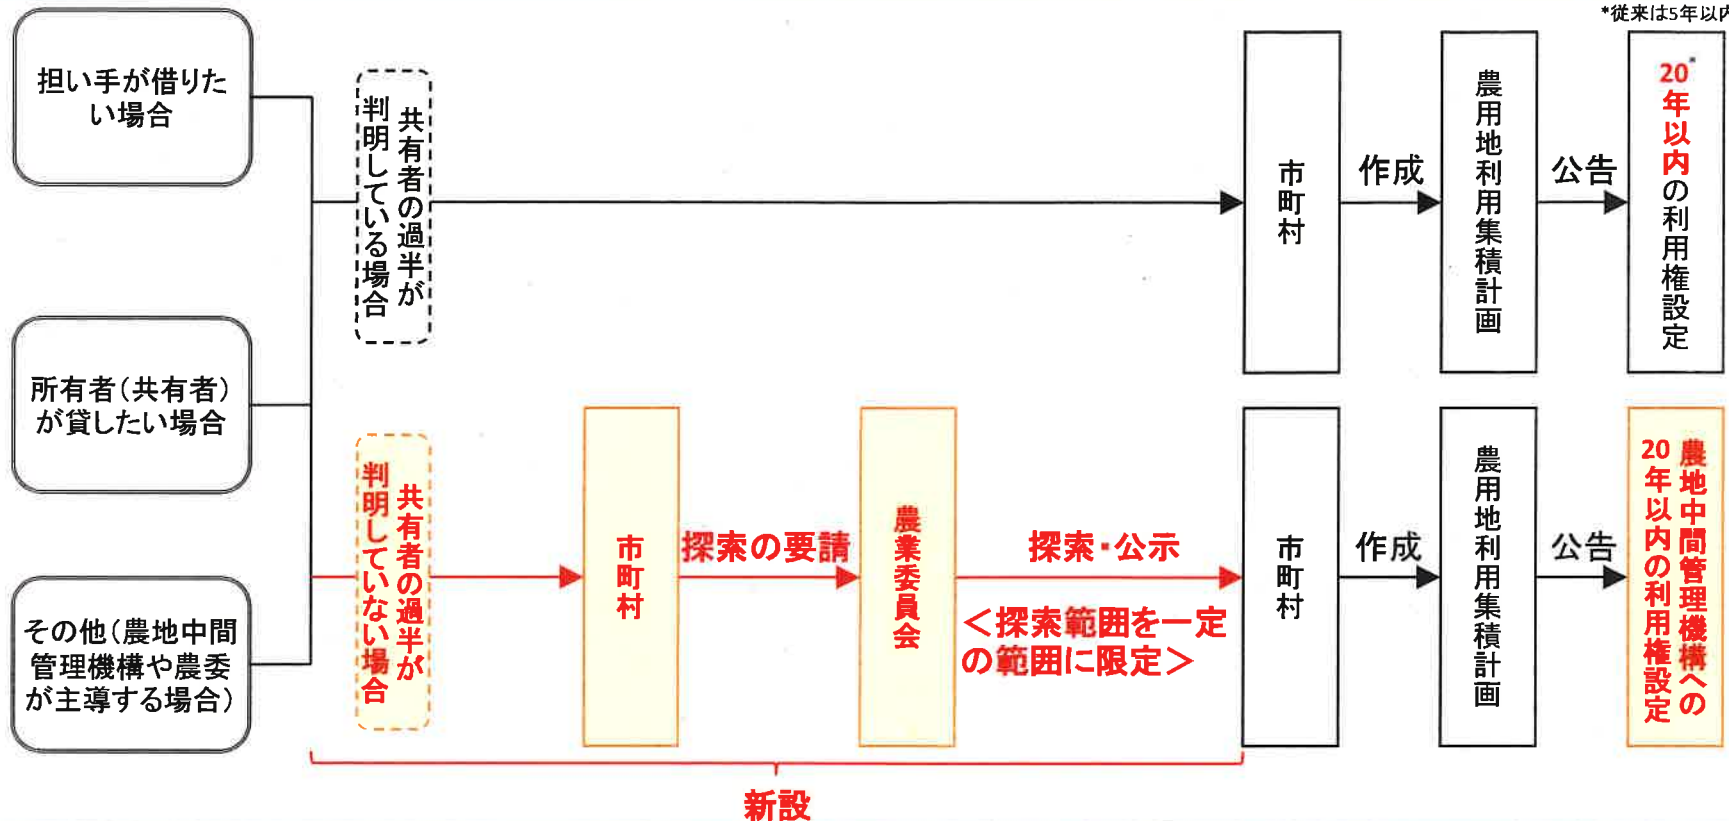 *従来は5年以内
担い手が借りた
い場合
共有者の過半が
判明している場合
市町村
作成
農用地利用集積計画
公告
20*年以内の利用権設定
所有者(共有者)
が貸したい場合
その他(農地中間
管理機構や農委
が主導する場合)
共有者の過半が
判明していない場合
市町村
探索の要請
農業委員会
探索・公示
<探索範囲を一定
の範囲に限定>
市町村
作成
農用地利用集積計画
公告
農地中間管理機構への
20年以内の利用権設定
新設